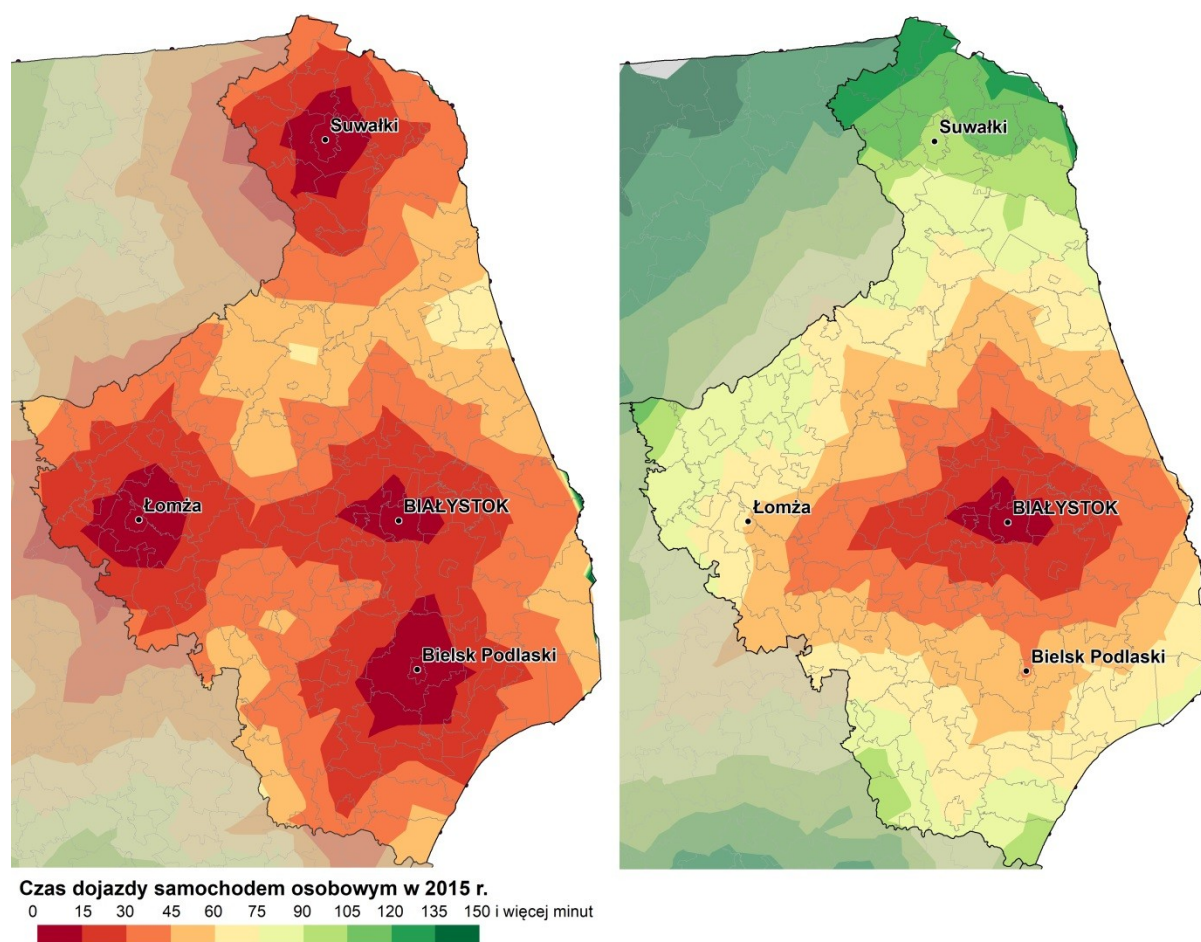 Suwałki
Suwałki
Łomża
BIAŁYSTOK
Łomża
BIAŁYSTOK
Bielsk Podlaski
Bielsk Podlaski
Czas dojazdy samochodem osobowym w 2015 r.
0 15 30 45 60 75 90 105 120 135 150 i więcej minut